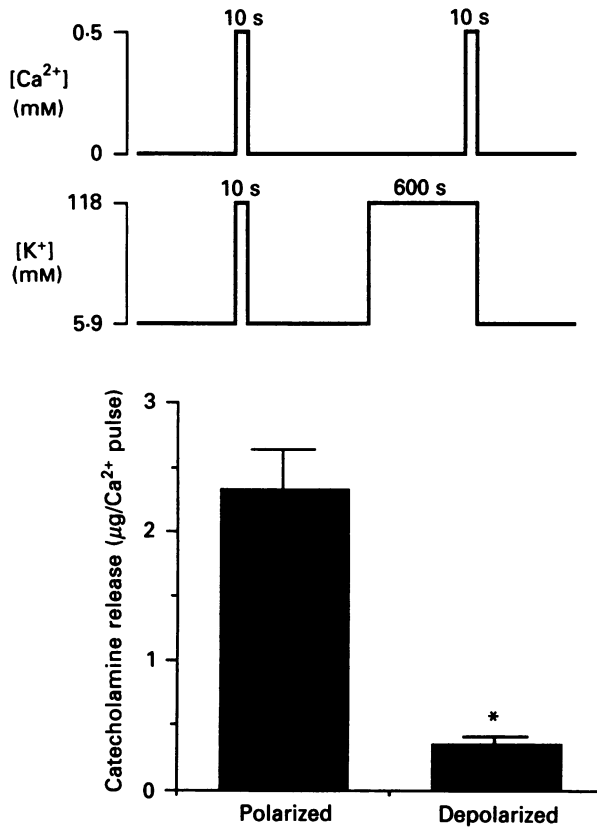 10 s 10 s
0·5
[Ca²⁺]
(mM)
0
10 s 600 s
118
[K⁺]
(mM)
5·9
Catecholamine release (µg/Ca²⁺ pulse)
3
2
1
0
*
Polarized Depolarized